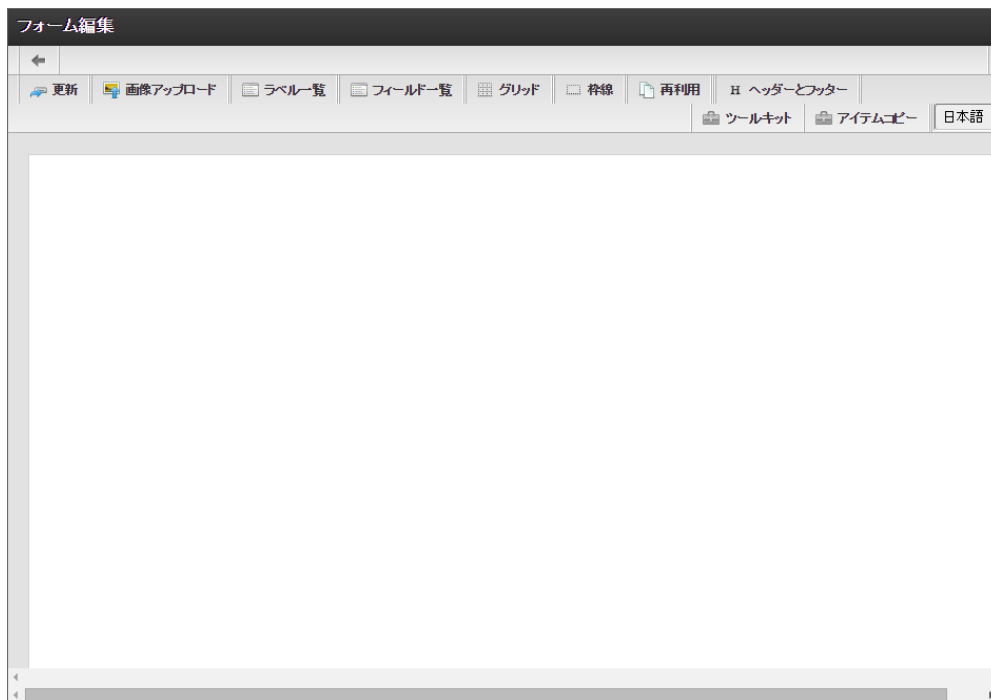 フォーム編集
更新 画像アップロード ラベル一覧 フィールド一覧 グリッド 枠線 再利用 H ヘッダーとフッター
ツールキット アイテムコピー 日本語